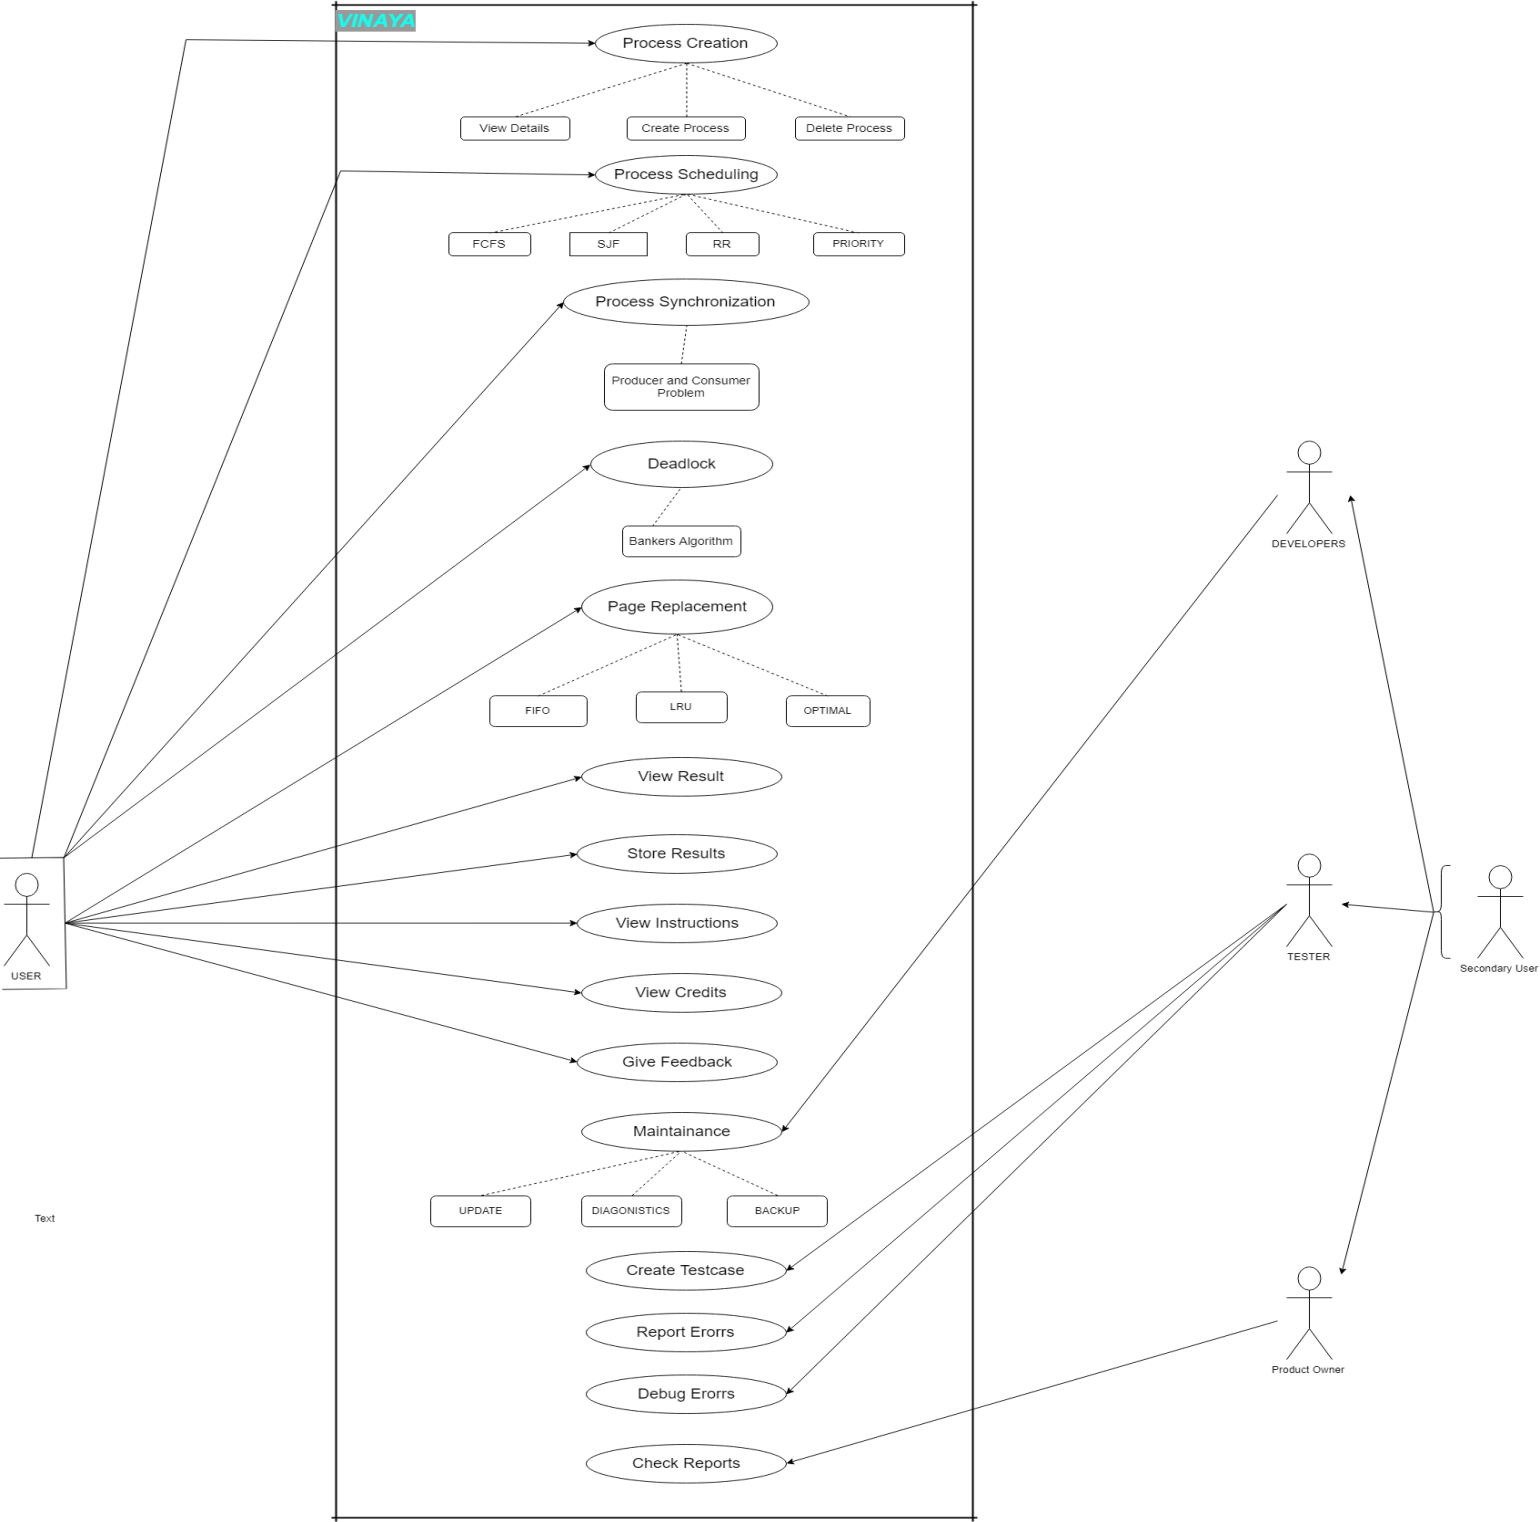 VINAYA
Process Creation
View Details
Create Process
Delete Process
Process Scheduling
FCFS
SJF
RR
PRIORITY
Process Synchronization
Producer and Consumer
Problem
Deadlock
Bankers Algorithm
Page Replacement
FIFO
LRU
OPTIMAL
View Result
Store Results
View Instructions
View Credits
Give Feedback
Maintainance
UPDATE
DIAGONISTICS
BACKUP
Create Testcase
Report Erorrs
Debug Erorrs
Check Reports
USER
Text
DEVELOPERS
TESTER
Secondary User
Product Owner